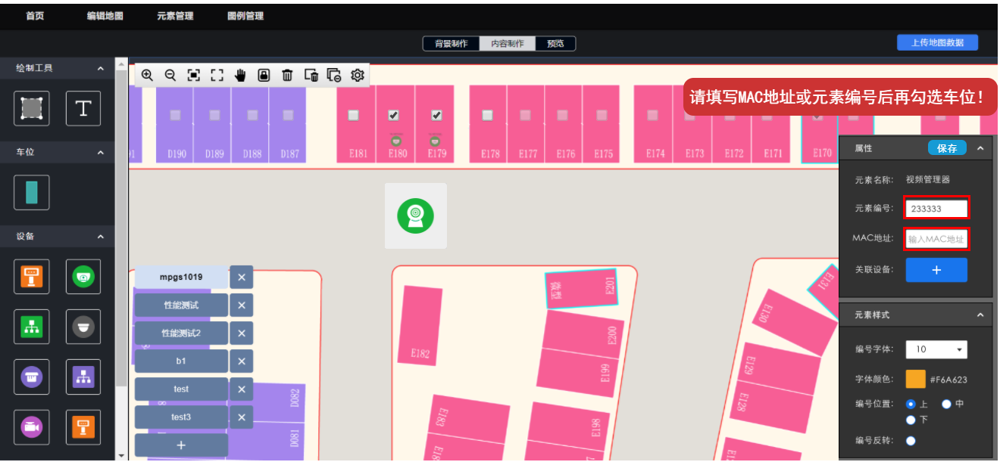 首页 编辑地图 元素管理 图例管理
背景制作 内容制作 预览 上传地图数据
绘制工具
T
请填写MAC地址或元素编号后再勾选车位！
车位
D190 D189 D188 D187 E181 E180 E179 E178 E177 E176 E175 E174 E173 E172 E171 E170
属性 保存
元素名称: 视频管理器
元素编号: 233333
MAC地址: 输入MAC地址
关联设备: +
设备
mpgs1019 ×
性能测试 ×
性能测试2 ×
b1 ×
test ×
test3 ×
+
E182
微型 E201
E200
E199
E198
E183
E131
E130
E129
E128
D082
D081
元素样式
编号字体: 10
字体颜色: #F6A623
编号位置: 上 中
下
编号反转: